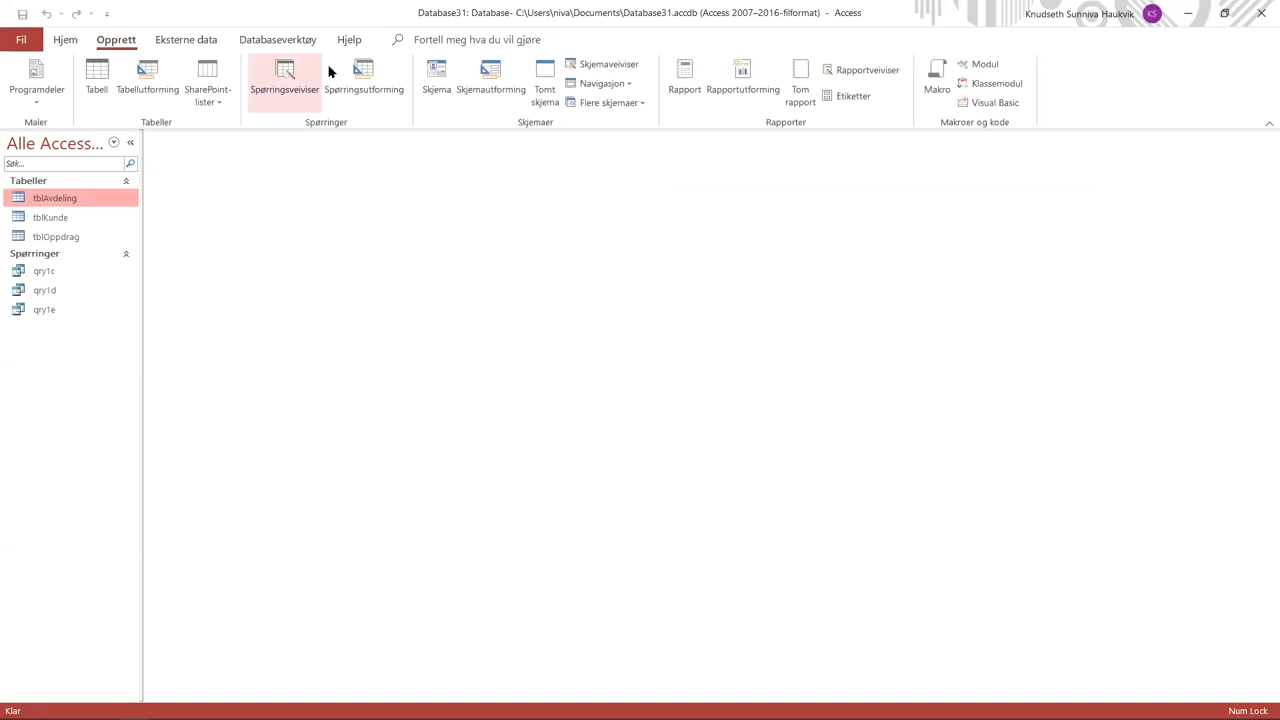 Database31: Database- C:\Users\niva\Documents\Database31.accdb (Access 2007–2016-filformat) - Access
Knudseth Sunniva Haukvik
KS
Fil
Hjem
Opprett
Eksterne data
Databaseverktøy
Hjelp
Fortell meg hva du vil gjøre
Programdeler
Tabell
Tabellutforming
SharePoint-
lister
Spørringsveiviser
Spørringsutforming
Skjema
Skjemautforming
Tomt
skjema
Skjemaveiviser
Navigasjon
Flere skjemaer
Rapport
Rapportutforming
Tom
rapport
Rapportveiviser
Etiketter
Makro
Modul
Klassemodul
Visual Basic
Maler
Tabeller
Spørringer
Skjemaer
Rapporter
Makroer og kode
Alle Access...
Søk...
Tabeller
tblAvdeling
tblKunde
tblOppdrag
Spørringer
qry1c
qry1d
qry1e
Klar
Num Lock